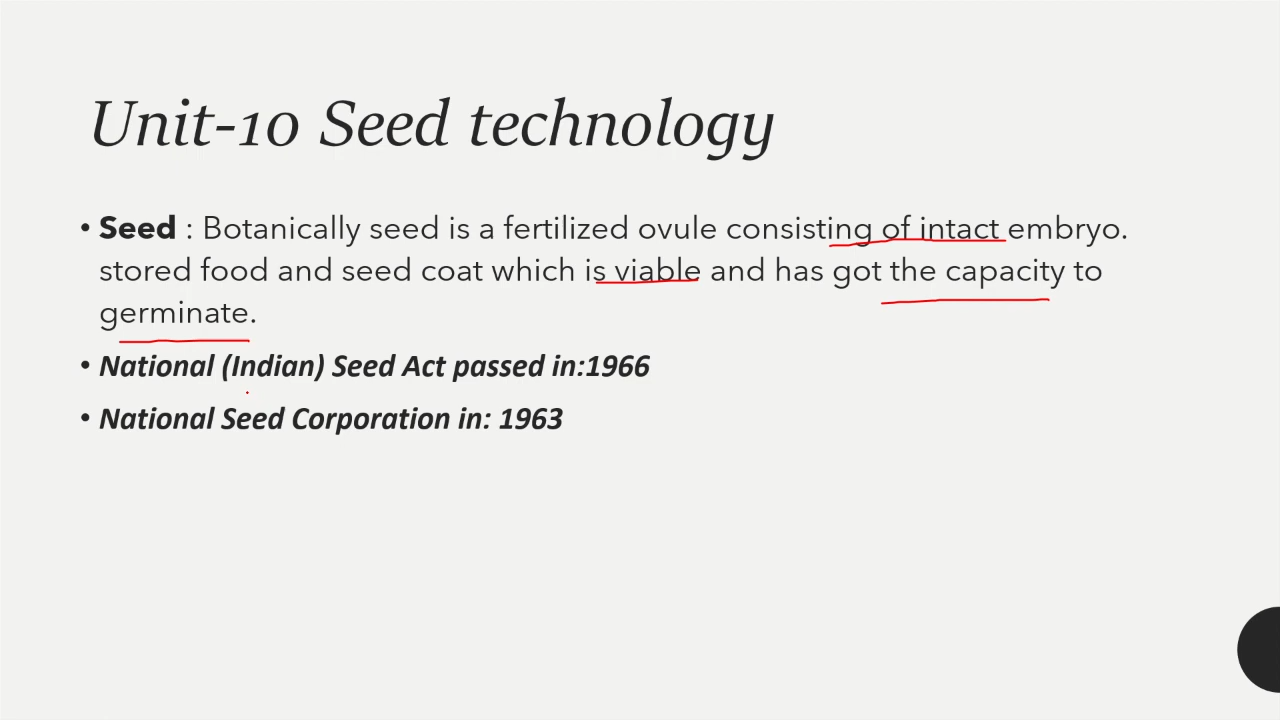 Unit-10 Seed technology
• Seed : Botanically seed is a fertilized ovule consisting of intact embryo.
stored food and seed coat which is viable and has got the capacity to
germinate.
• National (Indian) Seed Act passed in:1966
• National Seed Corporation in: 1963